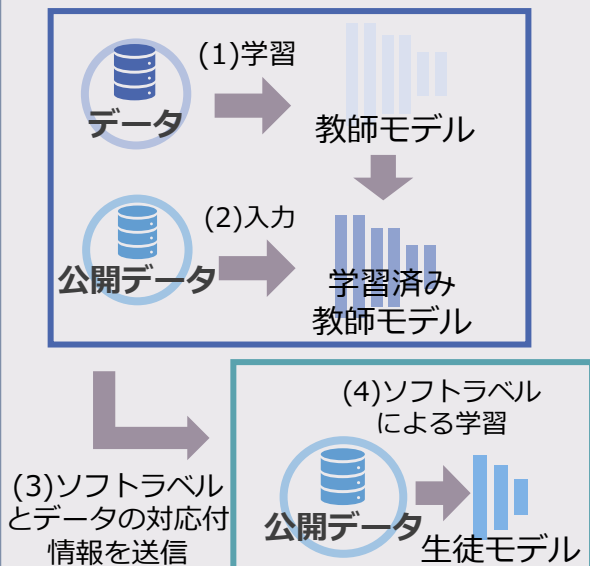 (1)学習
データ
教師モデル
(2)入力
公開データ
学習済み
教師モデル
(3)ソフトラベル
とデータの対応付
情報を送信
(4)ソフトラベル
による学習
公開データ
生徒モデル